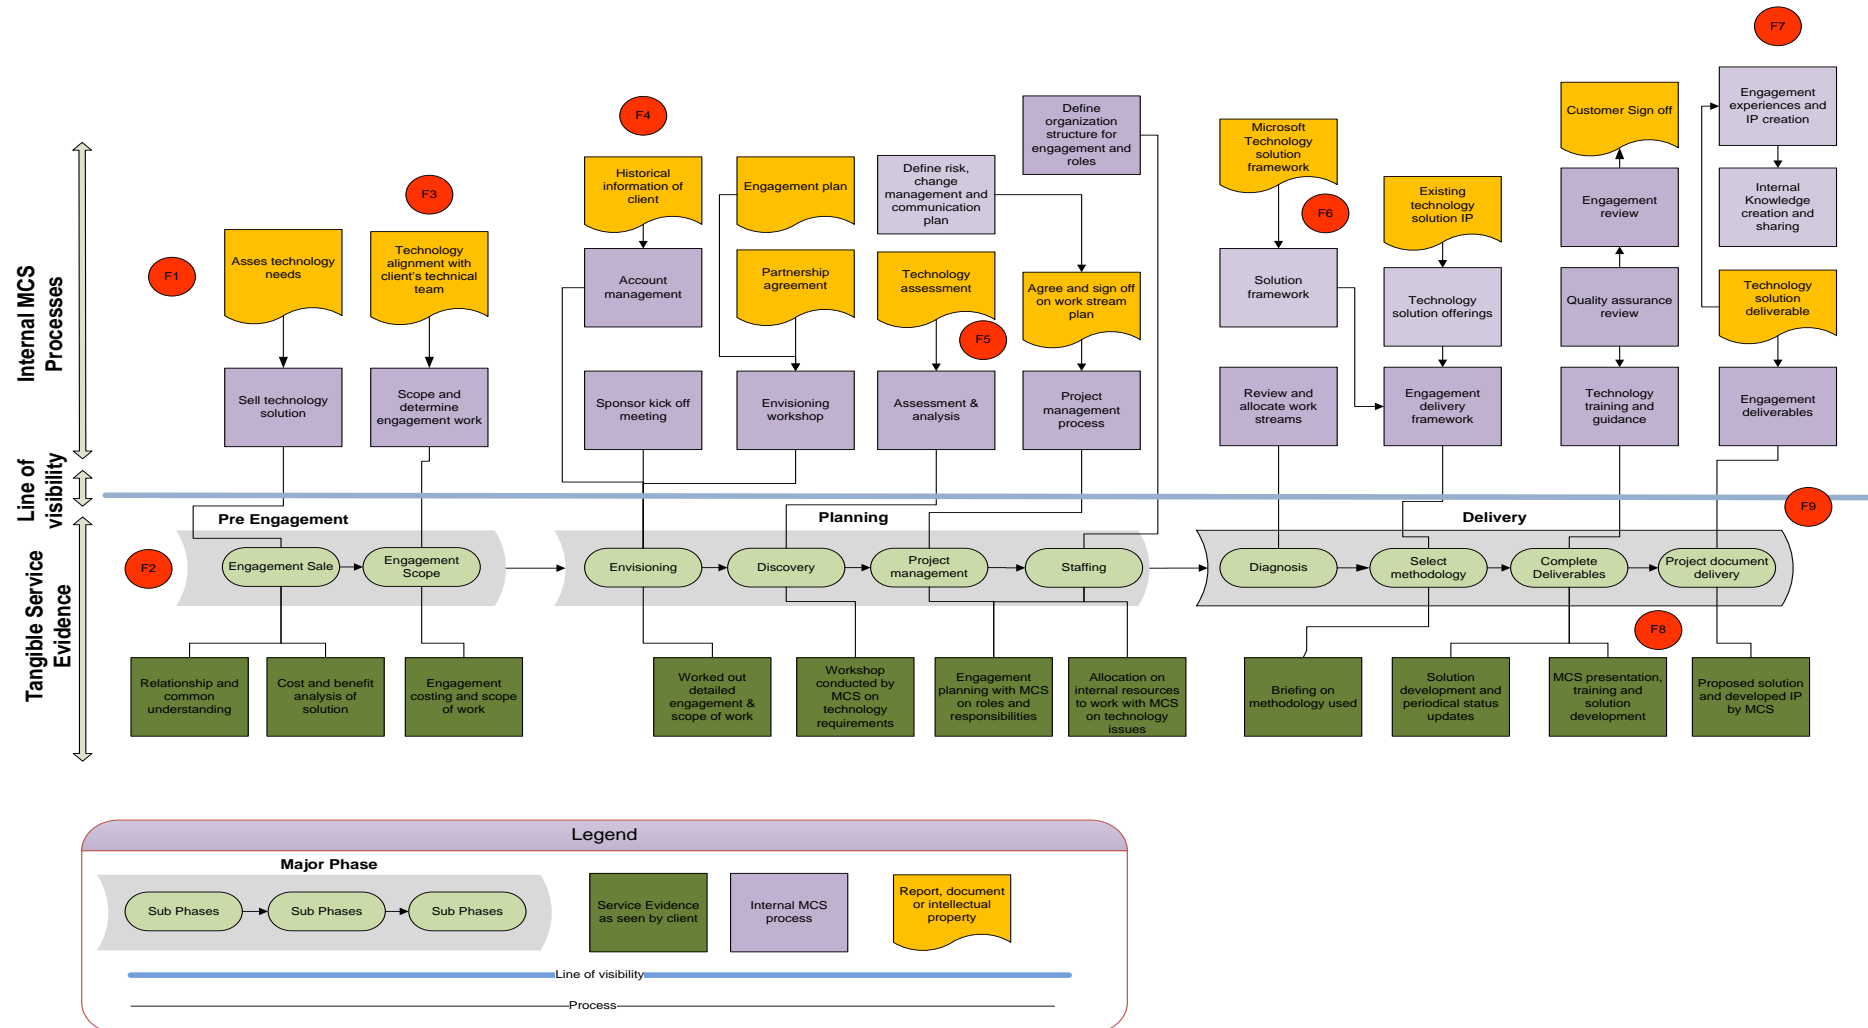 F7
F4
F3
F1
F6
F5
Internal MCS
Processes
Asses technology
needs
Technology
alignment with
client's technical
team
Historical
information of
client
Engagement plan
Define risk,
change
management and
communication
plan
Define
organization
structure for
engagement and
roles
Microsoft
Technology
solution
framework
Existing
technology
solution IP
Customer Sign off
Engagement
experiences and
IP creation
Account
management
Partnership
agreement
Technology
assessment
Agree and sign off
on work stream
plan
Solution
framework
Technology
solution offerings
Engagement
review
Quality assurance
review
Internal
Knowledge
creation and
sharing
Technology
solution
deliverable
Sell technology
solution
Scope and
determine
engagement work
Sponsor kick off
meeting
Envisioning
workshop
Assessment &
analysis
Project
management
process
Review and
allocate work
streams
Engagement
delivery
framework
Technology
training and
guidance
Engagement
deliverables
Line of
visibility
F9
Tangible Service
Evidence
F2
Pre Engagement
Engagement Sale
Engagement
Scope
Planning
Envisioning
Discovery
Project
management
Staffing
Delivery
Diagnosis
Select
methodology
Complete
Deliverables
Project document
delivery
F8
Relationship and
common
understanding
Cost and benefit
analysis of
solution
Engagement
costing and scope
of work
Worked out
detailed
engagement &
scope of work
Workshop
conducted by
MCS on
technology
requirements
Engagement
planning with MCS
on roles and
responsibilities
Allocation on
internal resources
to work with MCS
on technology
issues
Briefing on
methodology used
Solution
development and
periodical status
updates
MCS presentation,
training and
solution
development
Proposed solution
and developed IP
by MCS
Legend
Major Phase
Sub Phases
Sub Phases
Sub Phases
Service Evidence
as seen by client
Internal MCS
process
Report, document
or intellectual
property
Line of visibility
Process